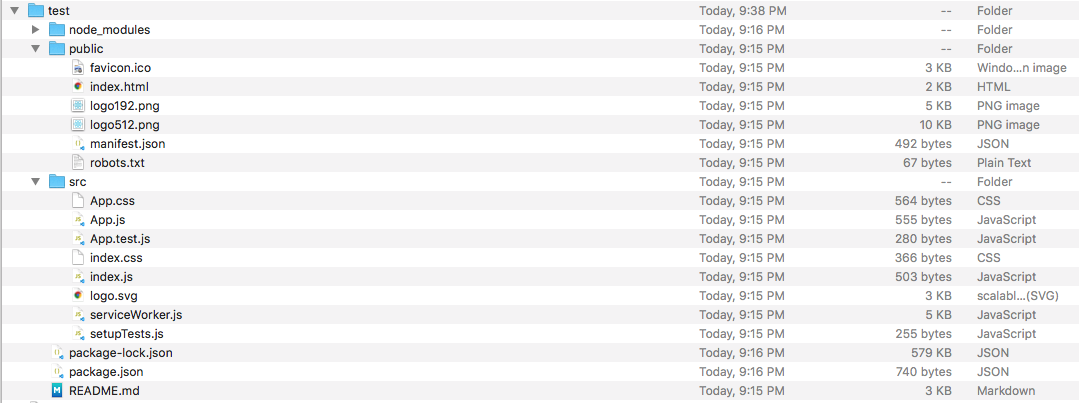 test Today, 9:38 PM -- Folder
node_modules Today, 9:16 PM -- Folder
public Today, 9:15 PM -- Folder
favicon.ico Today, 9:15 PM 3 KB Windo...n image
index.html Today, 9:15 PM 2 KB HTML
logo192.png Today, 9:15 PM 5 KB PNG image
logo512.png Today, 9:15 PM 10 KB PNG image
manifest.json Today, 9:15 PM 492 bytes JSON
robots.txt Today, 9:15 PM 67 bytes Plain Text
src Today, 9:15 PM -- Folder
App.css Today, 9:15 PM 564 bytes CSS
App.js Today, 9:15 PM 555 bytes JavaScript
App.test.js Today, 9:15 PM 280 bytes JavaScript
index.css Today, 9:15 PM 366 bytes CSS
index.js Today, 9:15 PM 503 bytes JavaScript
logo.svg Today, 9:15 PM 3 KB scalabl...(SVG)
serviceWorker.js Today, 9:15 PM 5 KB JavaScript
setupTests.js Today, 9:15 PM 255 bytes JavaScript
package-lock.json Today, 9:16 PM 579 KB JSON
package.json Today, 9:16 PM 740 bytes JSON
README.md Today, 9:15 PM 3 KB Markdown